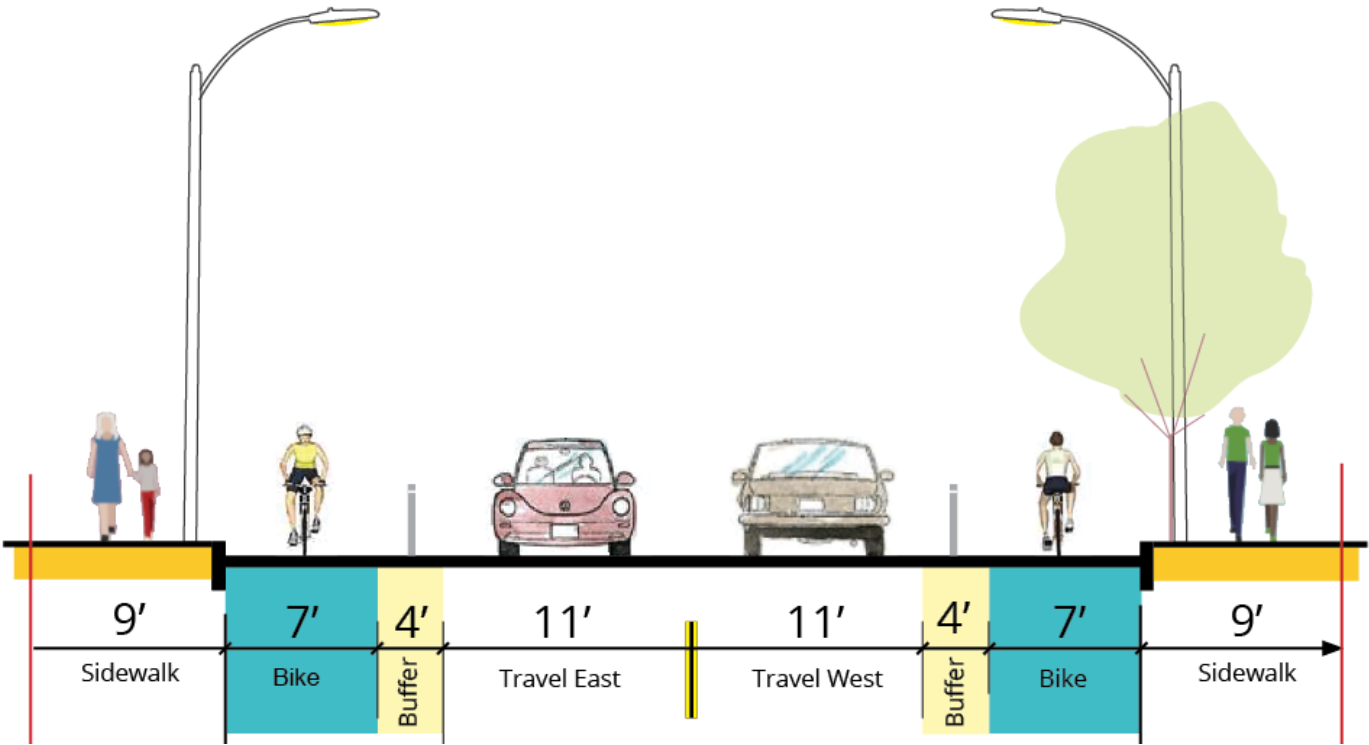 9’ 7’ 4’ 11’ 11’ 4’ 7’ 9’
Sidewalk Bike Buffer Travel East Travel West Buffer Bike Sidewalk